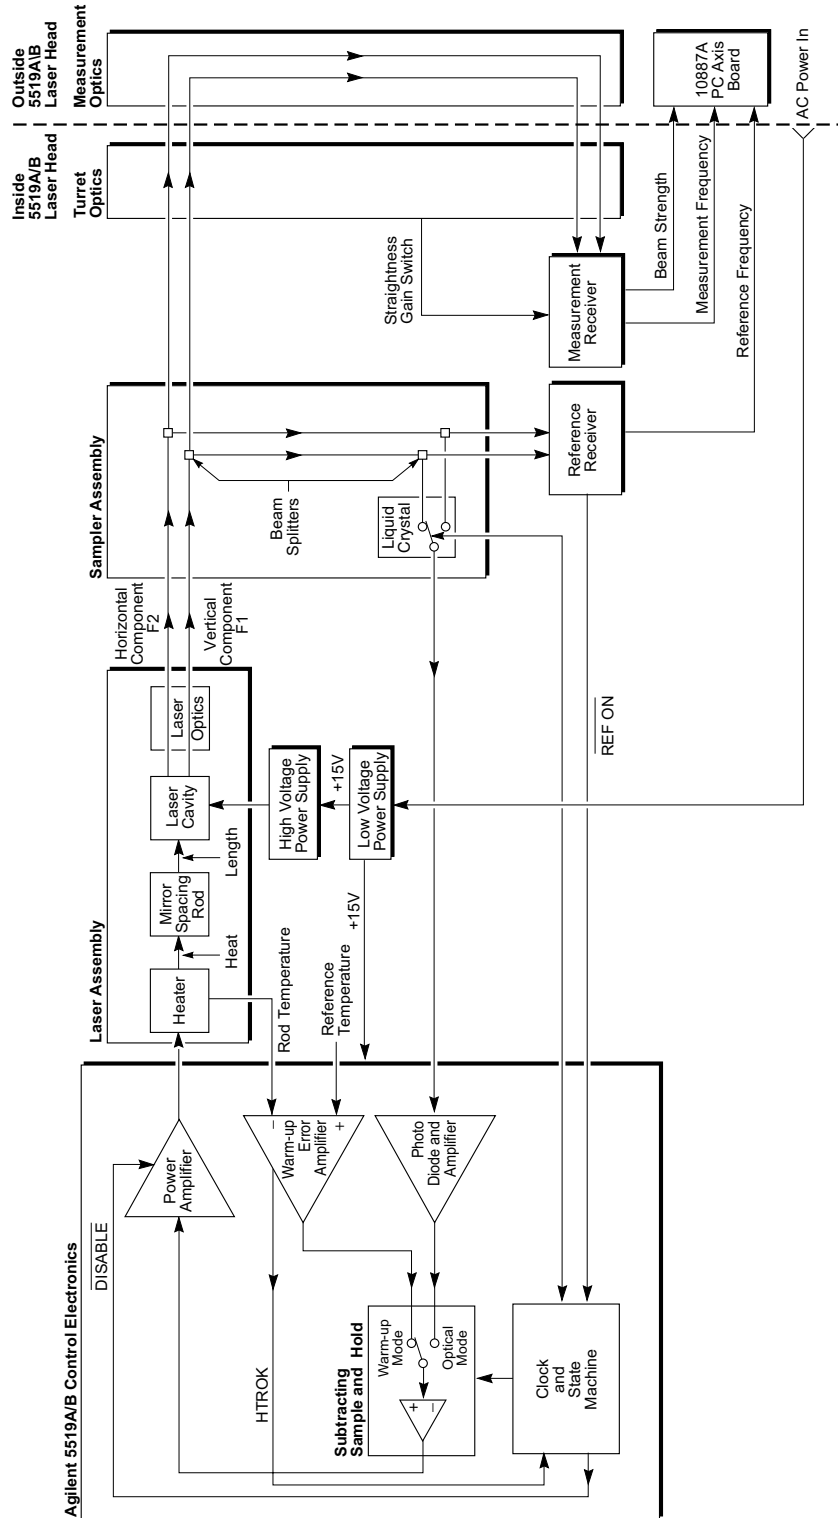 Outside
5519A\B
Laser Head
Measurement
Optics
10887A
PC Axis
Board
AC Power In
Inside
5519A/B
Laser Head
Turret
Optics
Straightness
Gain Switch
Measurement
Receiver
Beam Strength
Measurement Frequency
Reference Frequency
Sampler Assembly
Beam
Splitters
Liquid
Crystal
Reference
Receiver
Horizontal
Component
F2
Vertical
Component
F1
REF ON
Laser Assembly
Laser
Optics
Laser
Cavity
Length
Mirror
Spacing
Rod
Heat
Heater
High Voltage
Power Supply
+15V
Low Voltage
Power Supply
+15V
Rod Temperature
Reference
Temperature
Agilent 5519A/B Control Electronics
DISABLE
Power
Amplifier
–
Warm-up
Error
Amplifier
+
Photo
Diode and
Amplifier
HTROK
Subtracting
Sample and Hold
Warm-up
Mode
Optical
Mode
+
–
Clock
and
State
Machine